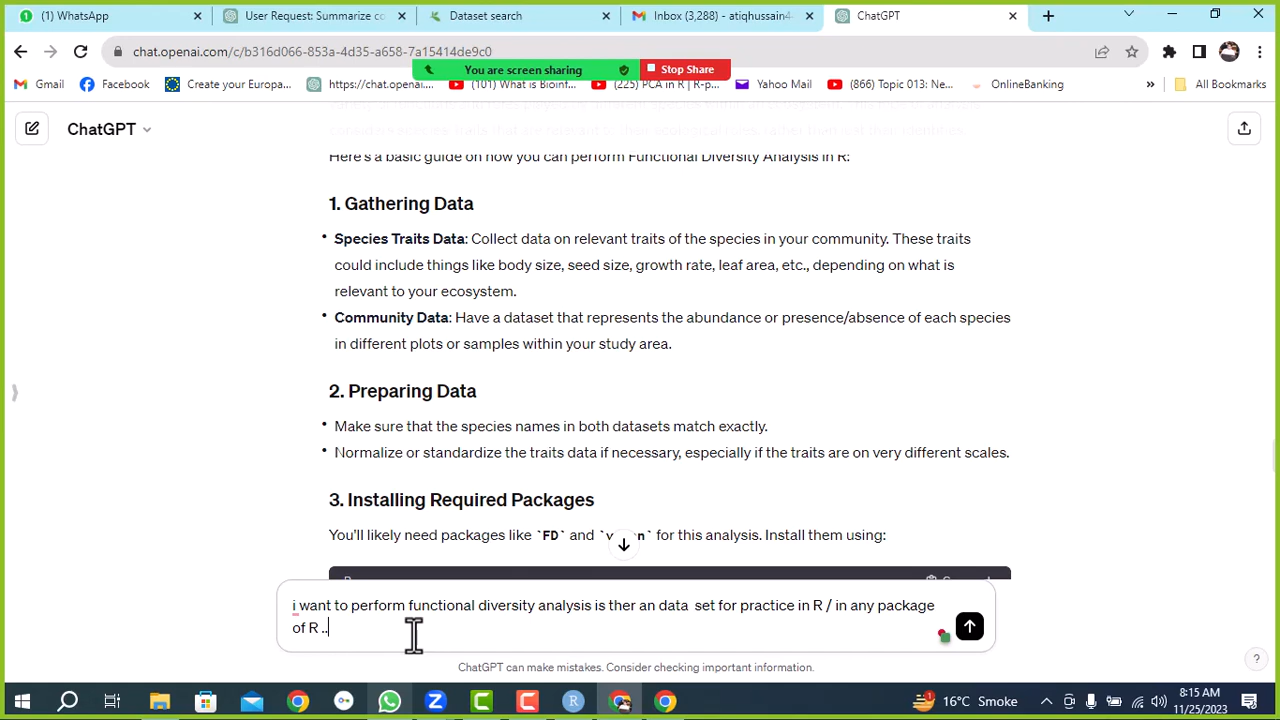 (1) WhatsApp
User Request: Summarize co
Dataset search
Inbox (3,288) - atiqhussain4
ChatGPT
chat.openai.com/c/b316d066-853a-4d35-a658-7a15414de9c0
You are screen sharing
Stop Share
Gmail
Facebook
Create your Europa...
https://chat.openai....
(101) What is Bioinf...
(225) PCA in R | R-p...
Yahoo Mail
(866) Topic 013: Ne...
OnlineBanking
»
All Bookmarks
ChatGPT
Here's a basic guide on how you can perform Functional Diversity Analysis in R:
1. Gathering Data
• Species Traits Data: Collect data on relevant traits of the species in your community. These traits
could include things like body size, seed size, growth rate, leaf area, etc., depending on what is
relevant to your ecosystem.
• Community Data: Have a dataset that represents the abundance or presence/absence of each species
in different plots or samples within your study area.
2. Preparing Data
• Make sure that the species names in both datasets match exactly.
• Normalize or standardize the traits data if necessary, especially if the traits are on very different scales.
3. Installing Required Packages
You'll likely need packages like `FD` and for this analysis. Install them using:
i want to perform functional diversity analysis is ther an data set for practice in R / in any package
of R ..
ChatGPT can make mistakes. Consider checking important information.
?
16°C Smoke
8:15 AM
11/25/2023